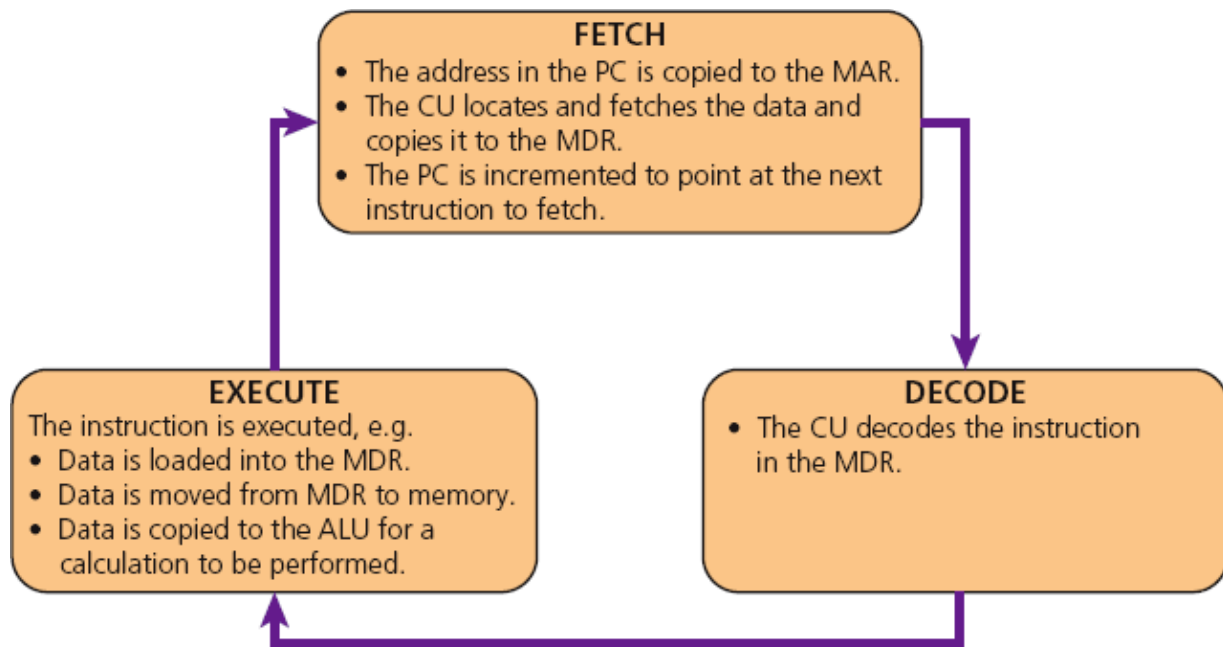 FETCH
• The address in the PC is copied to the MAR.
• The CU locates and fetches the data and
copies it to the MDR.
• The PC is incremented to point at the next
instruction to fetch.
EXECUTE
The instruction is executed, e.g.
• Data is loaded into the MDR.
• Data is moved from MDR to memory.
• Data is copied to the ALU for a
calculation to be performed.
DECODE
• The CU decodes the instruction
in the MDR.